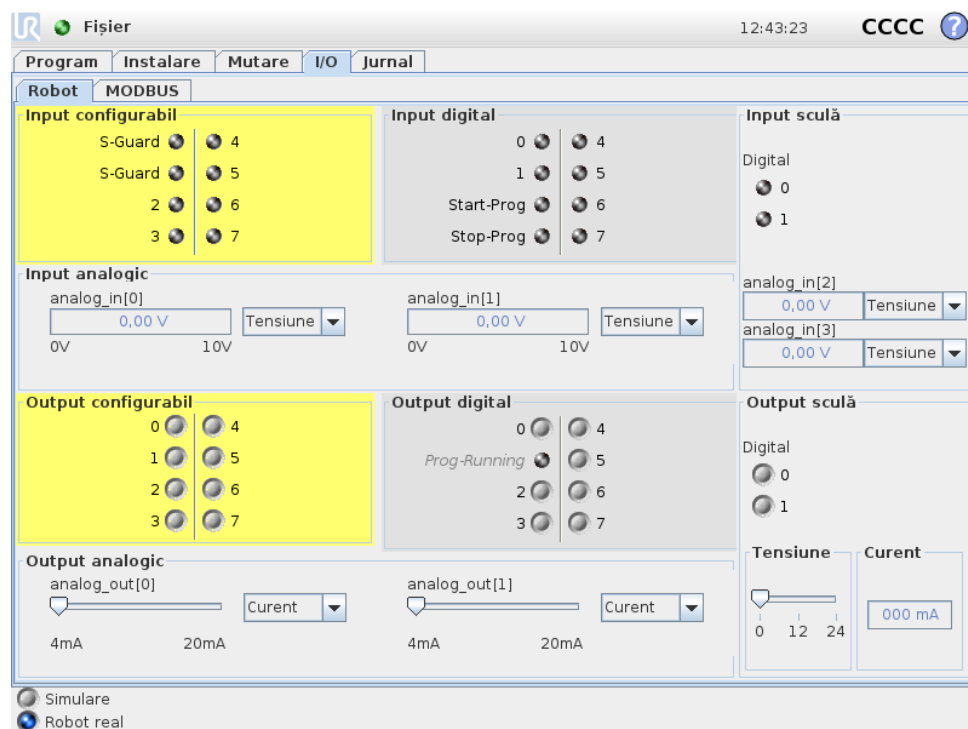 UR Fișier 12:43:23 CCCC ?
Program Instalare Mutare I/O Jurnal
Robot MODBUS
Input configurabil
S-Guard 4
S-Guard 5
2 6
3 7
Input digital
0 4
1 5
Start-Prog 6
Stop-Prog 7
Input sculă
Digital
0
1
analog_in[2]
0,00 V Tensiune
analog_in[3]
0,00 V Tensiune
Input analogic
analog_in[0]
0,00 V Tensiune
0V 10V
analog_in[1]
0,00 V Tensiune
0V 10V
Output configurabil
0 4
1 5
2 6
3 7
Output digital
0 4
Prog-Running 5
2 6
3 7
Output sculă
Digital
0
1
Tensiune
0 12 24
Curent
000 mA
Output analogic
analog_out[0]
Curent
4mA 20mA
analog_out[1]
Curent
4mA 20mA
Simulare
Robot real